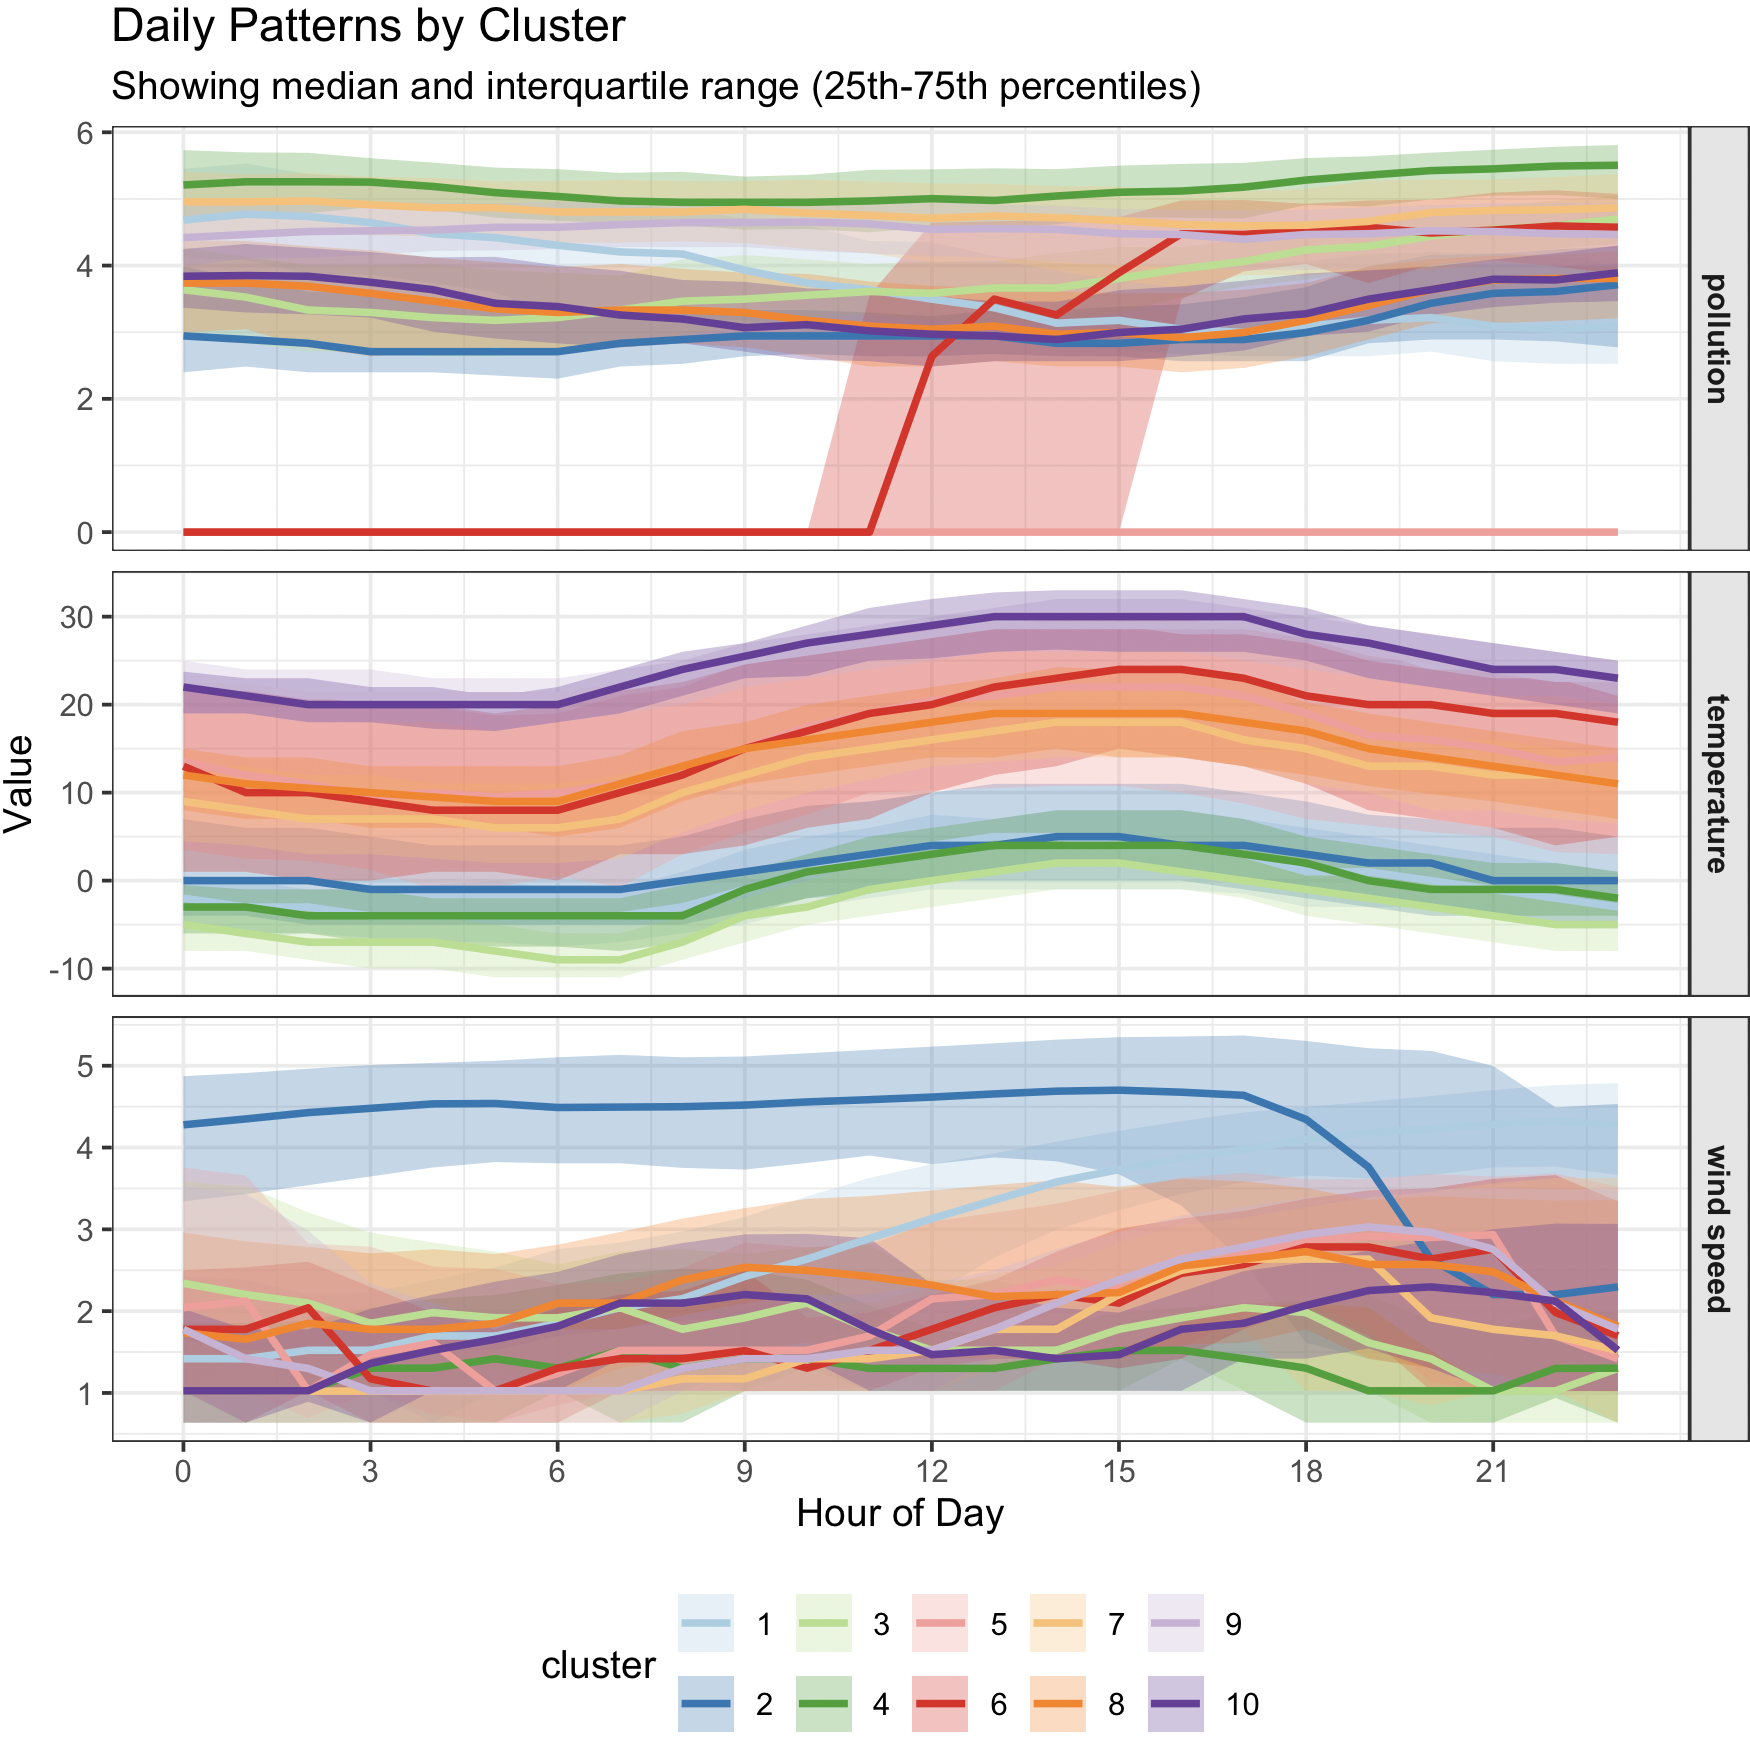 Daily Patterns by Cluster
Showing median and interquartile range (25th-75th percentiles)
6
4
2
0
pollution
30
20
10
0
-10
temperature
Value
5
4
3
2
1
wind speed
0 3 6 9 12 15 18 21
Hour of Day
cluster
1 3 5 7 9
2 4 6 8 10